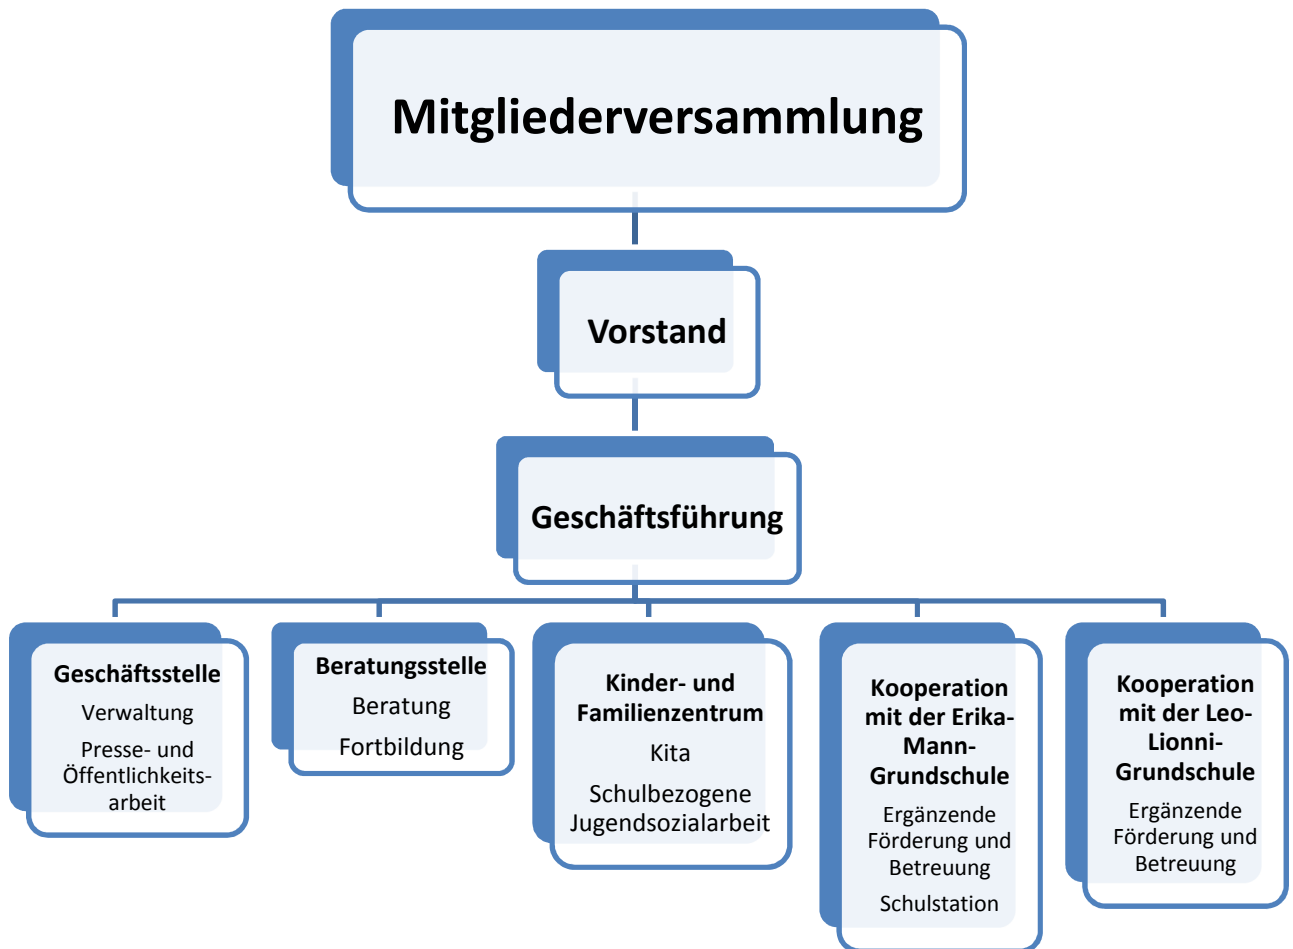 Mitgliederversammlung
Vorstand
Geschäftsführung
Geschäftsstelle
Verwaltung
Presse- und
Öffentlichkeits-
arbeit
Beratungsstelle
Beratung
Fortbildung
Kinder- und
Familienzentrum
Kita
Schulbezogene
Jugendsozialarbeit
Kooperation
mit der Erika-
Mann-
Grundschule
Ergänzende
Förderung und
Betreuung
Schulstation
Kooperation
mit der Leo-
Lionni-
Grundschule
Ergänzende
Förderung und
Betreuung